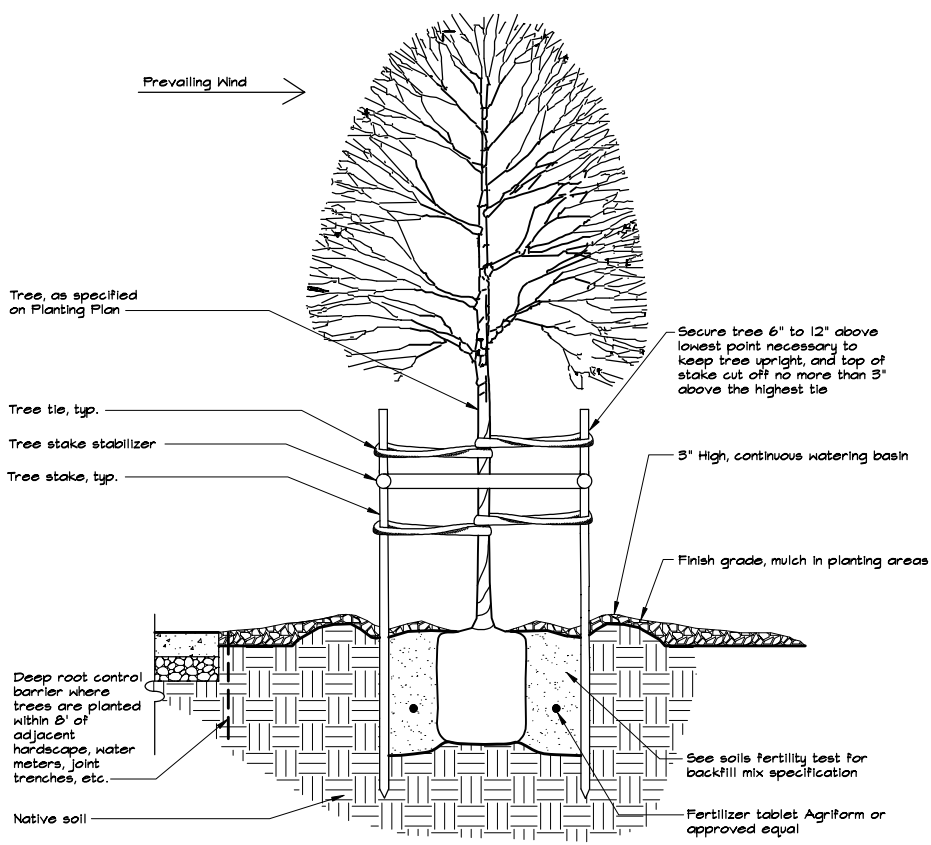 Prevailing Wind
Tree, as specified
on Planting Plan
Tree tie, typ.
Tree stake stabilizer
Tree stake, typ.
Deep root control
barrier where
trees are planted
within 8' of
adjacent
hardscape, water
meters, joint
trenches, etc.
Native soil
Secure tree 6" to 12" above
lowest point necessary to
keep tree upright, and top of
stake cut off no more than 3"
above the highest tie
3" High, continuous watering basin
Finish grade, mulch in planting areas
See soils fertility test for
backfill mix specification
Fertilizer tablet Agriform or
approved equal